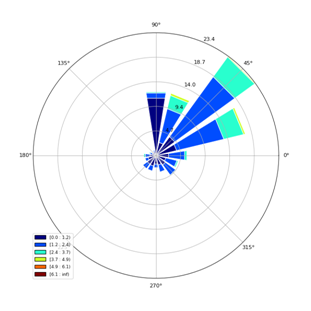 90°
23.4
135°
45°
18.7
14.0
9.4
180°
0°
[0.0 : 1.2)
[1.2 : 2.4)
[2.4 : 3.7)
[3.7 : 4.9)
[4.9 : 6.1)
[6.1 : inf)
315°
270°